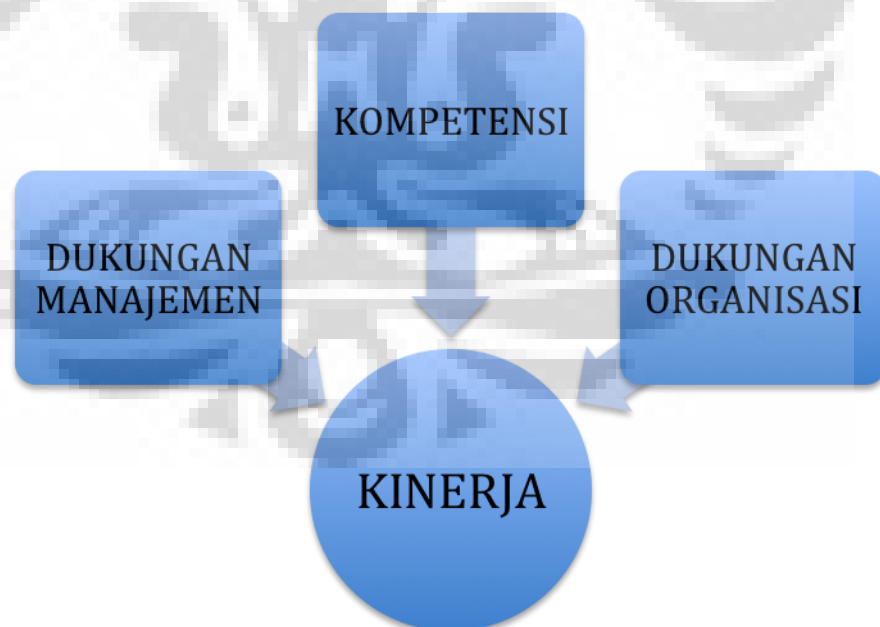 KOMPETENSI
DUKUNGAN
MANAJEMEN
DUKUNGAN
ORGANISASI
KINERJA